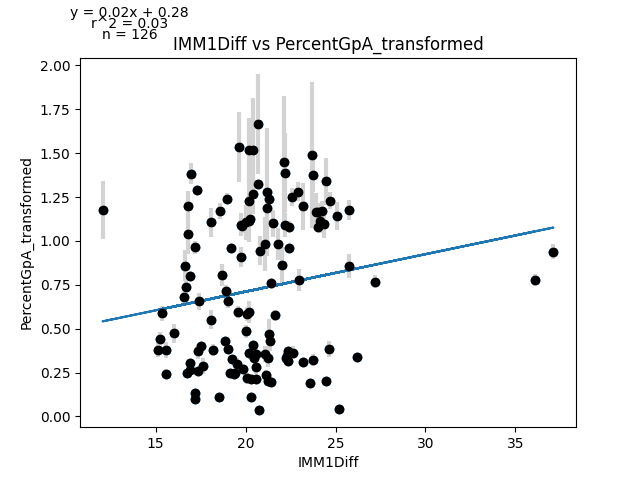 y = 0.02x + 0.28
r^2 = 0.03
n = 126
IMM1Diff vs PercentGpA_transformed
2.00
1.75
1.50
1.25
1.00
0.75
0.50
0.25
0.00
PercentGpA_transformed
15 20 25 30 35
IMM1Diff